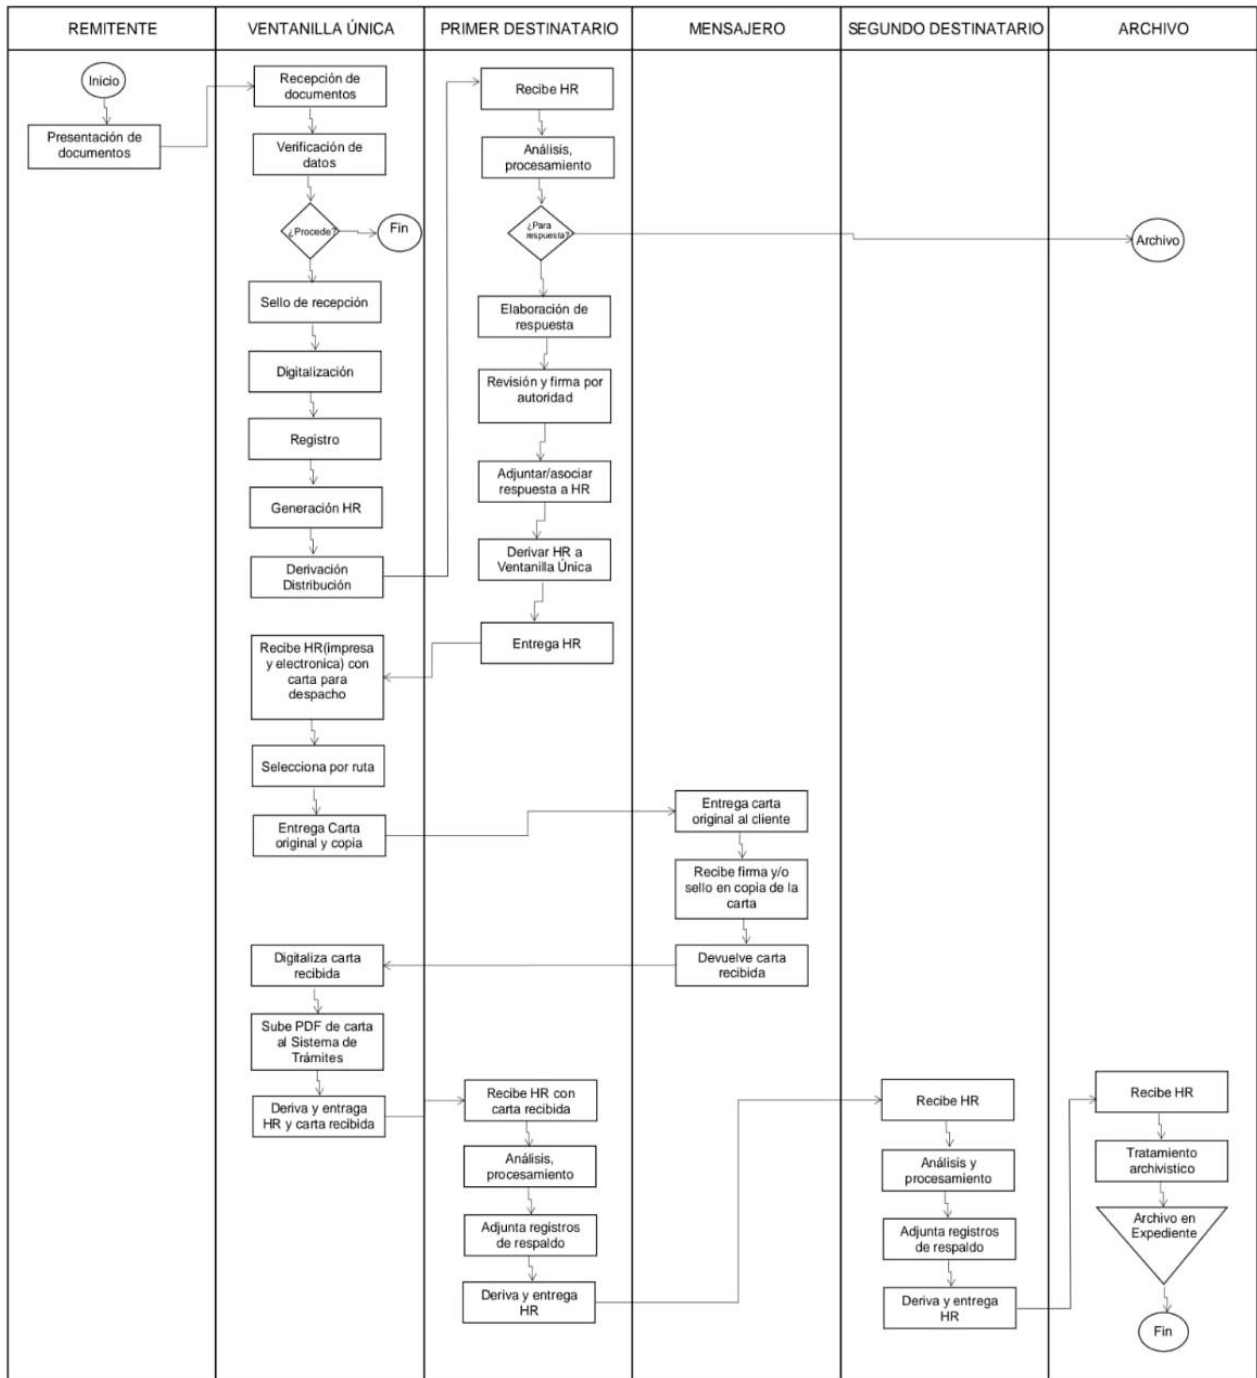 REMITENTE
VENTANILLA ÚNICA
PRIMER DESTINATARIO
MENSAJERO
SEGUNDO DESTINATARIO
ARCHIVO
Inicio
Presentación de
documentos
Recepción de
documentos
Verificación de
datos
¿Procede?
Fin
Sello de recepción
Digitalización
Registro
Generación HR
Derivación
Distribución
Recibe HR
Análisis,
procesamiento
¿Para
respuesta?
Archivo
Elaboración de
respuesta
Revisión y firma por
autoridad
Adjuntar/asociar
respuesta a HR
Derivar HR a
Ventanilla Única
Entrega HR
Recibe HR(impresa
y electronica) con
carta para
despacho
Selecciona por ruta
Entrega Carta
original y copia
Entrega carta
original al cliente
Recibe firma y/o
sello en copia de la
carta
Devuelve carta
recibida
Digitaliza carta
recibida
Sube PDF de carta
al Sistema de
Trámites
Deriva y entraga
HR y carta recibida
Recibe HR con
carta recibida
Análisis,
procesamiento
Adjunta registros
de respaldo
Deriva y entrega
HR
Recibe HR
Análisis y
procesamiento
Adjunta registros
de respaldo
Deriva y entrega
HR
Recibe HR
Tratamiento
archivistico
Archivo en
Expediente
Fin